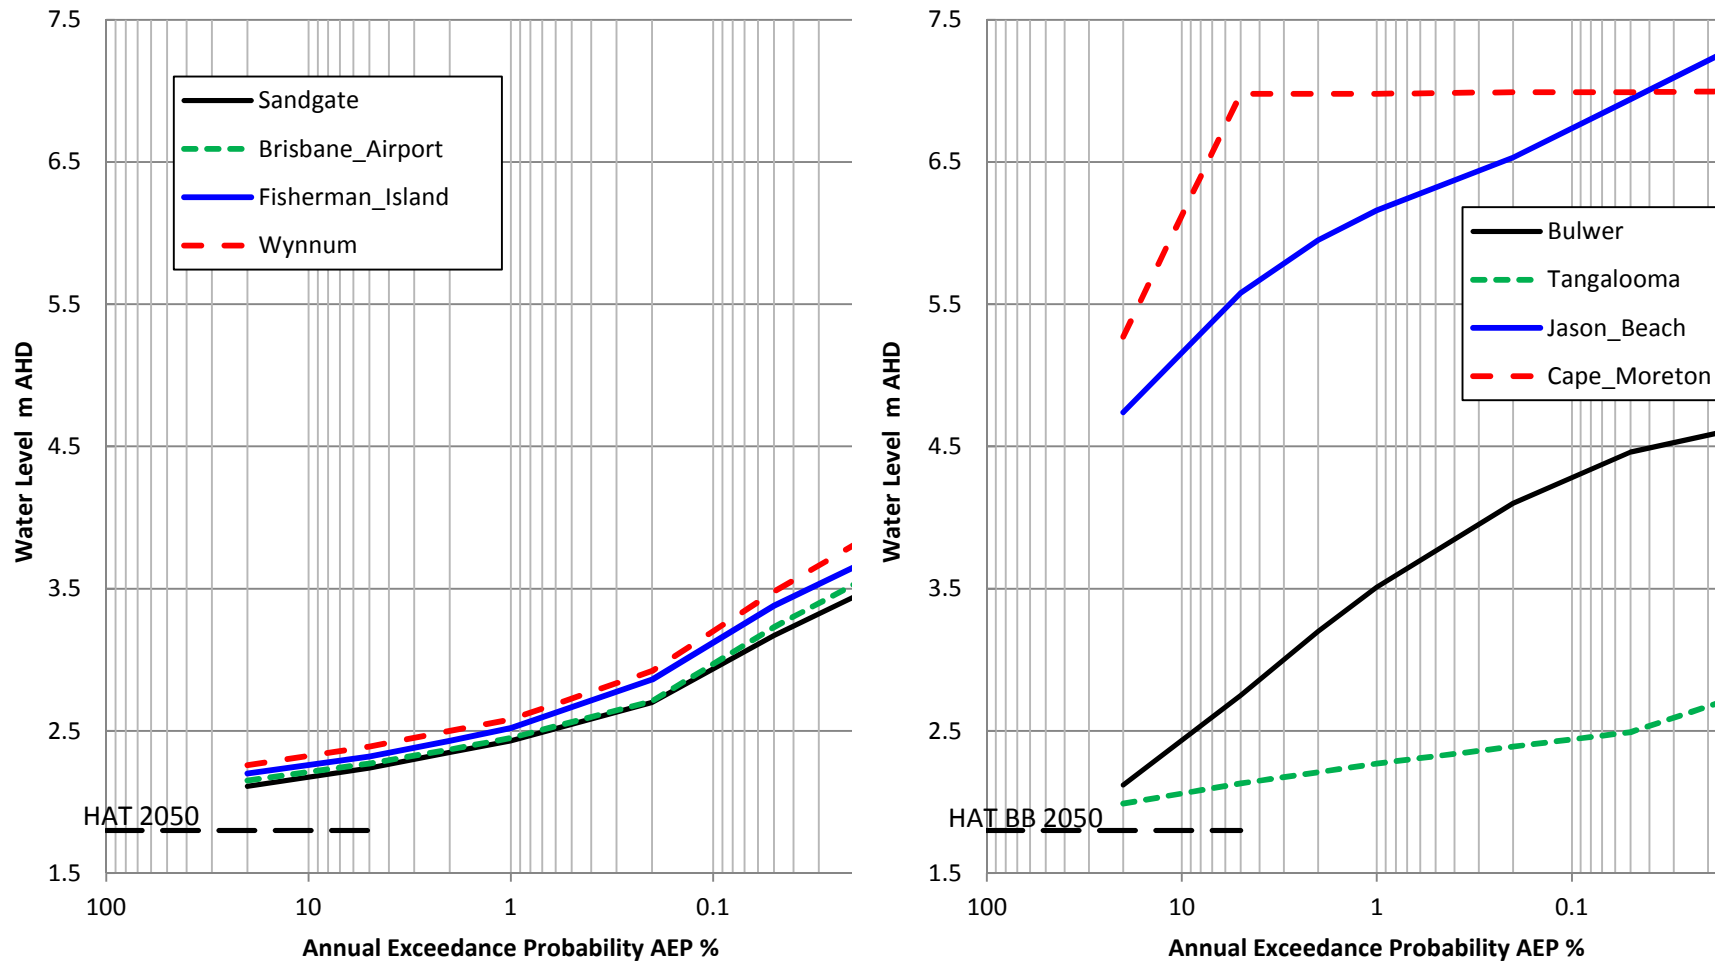 7.5
6.5
5.5
4.5
3.5
2.5
1.5
Water Level  m AHD
Sandgate
Brisbane_Airport
Fisherman_Island
Wynnum
HAT 2050
100
10
1
0.1
Annual Exceedance Probability AEP %
7.5
6.5
5.5
4.5
3.5
2.5
1.5
Water Level  m AHD
Bulwer
Tangalooma
Jason_Beach
Cape_Moreton
HAT BB 2050
100
10
1
0.1
Annual Exceedance Probability AEP %